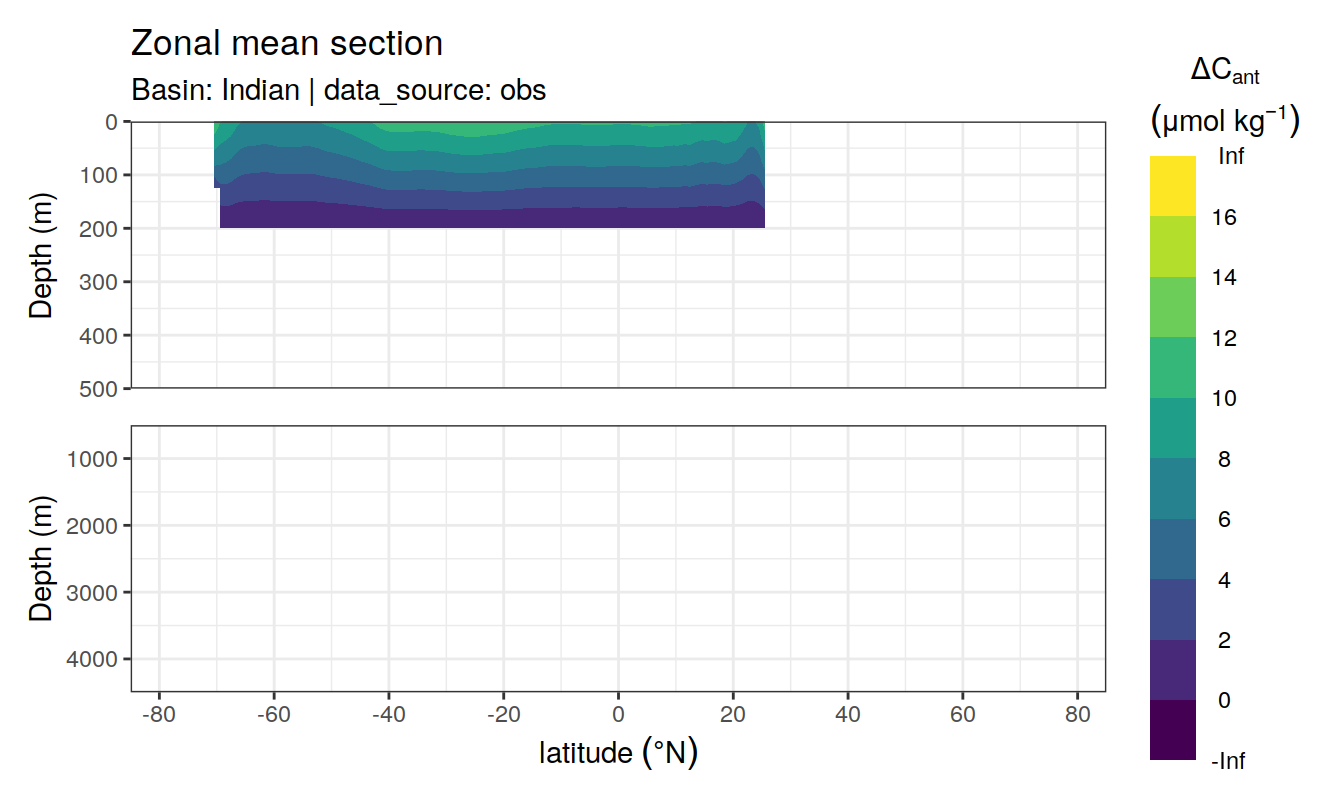 Zonal mean section
Basin: Indian | data_source: obs
ΔCant
(μmol kg⁻¹)
Inf
16
14
12
10
8
6
4
2
0
-Inf
Depth (m)
0
100
200
300
400
500
Depth (m)
1000
2000
3000
4000
-80 -60 -40 -20 0 20 40 60 80
latitude (°N)